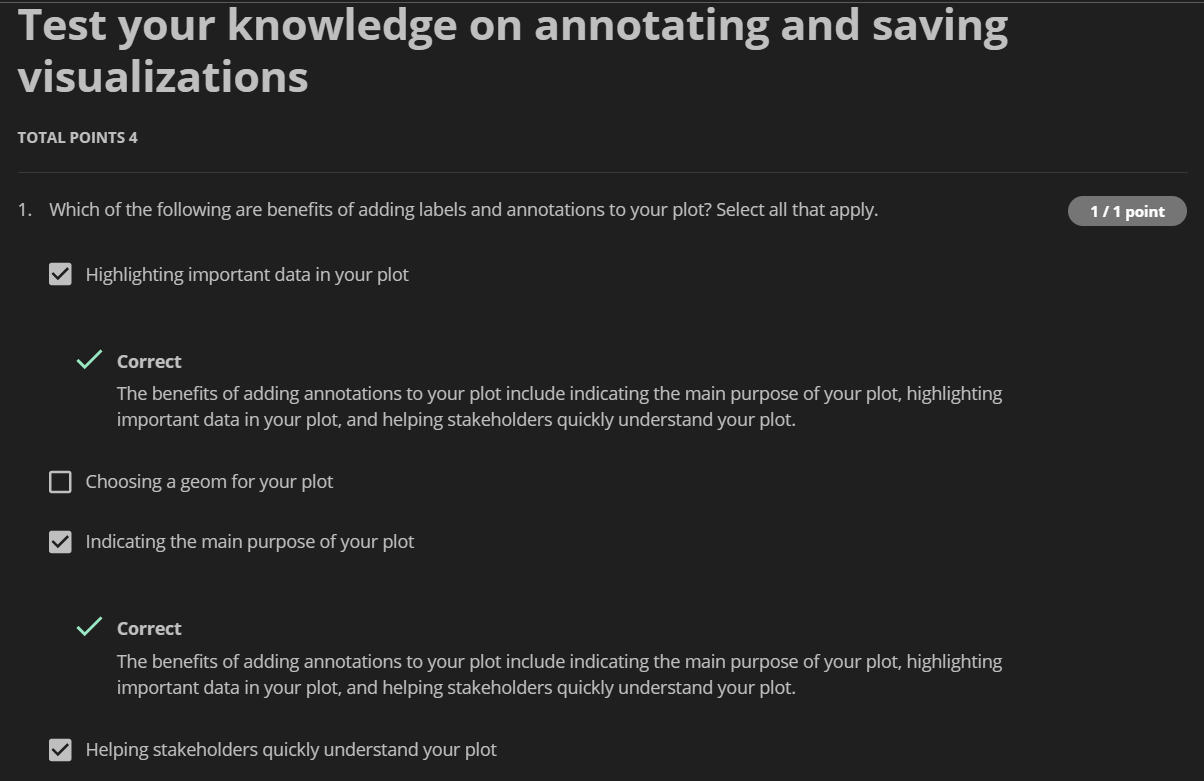 Test your knowledge on annotating and saving
visualizations
TOTAL POINTS 4
1. Which of the following are benefits of adding labels and annotations to your plot? Select all that apply.
1 / 1 point
Highlighting important data in your plot
Correct
The benefits of adding annotations to your plot include indicating the main purpose of your plot, highlighting
important data in your plot, and helping stakeholders quickly understand your plot.
Choosing a geom for your plot
Indicating the main purpose of your plot
Correct
The benefits of adding annotations to your plot include indicating the main purpose of your plot, highlighting
important data in your plot, and helping stakeholders quickly understand your plot.
Helping stakeholders quickly understand your plot